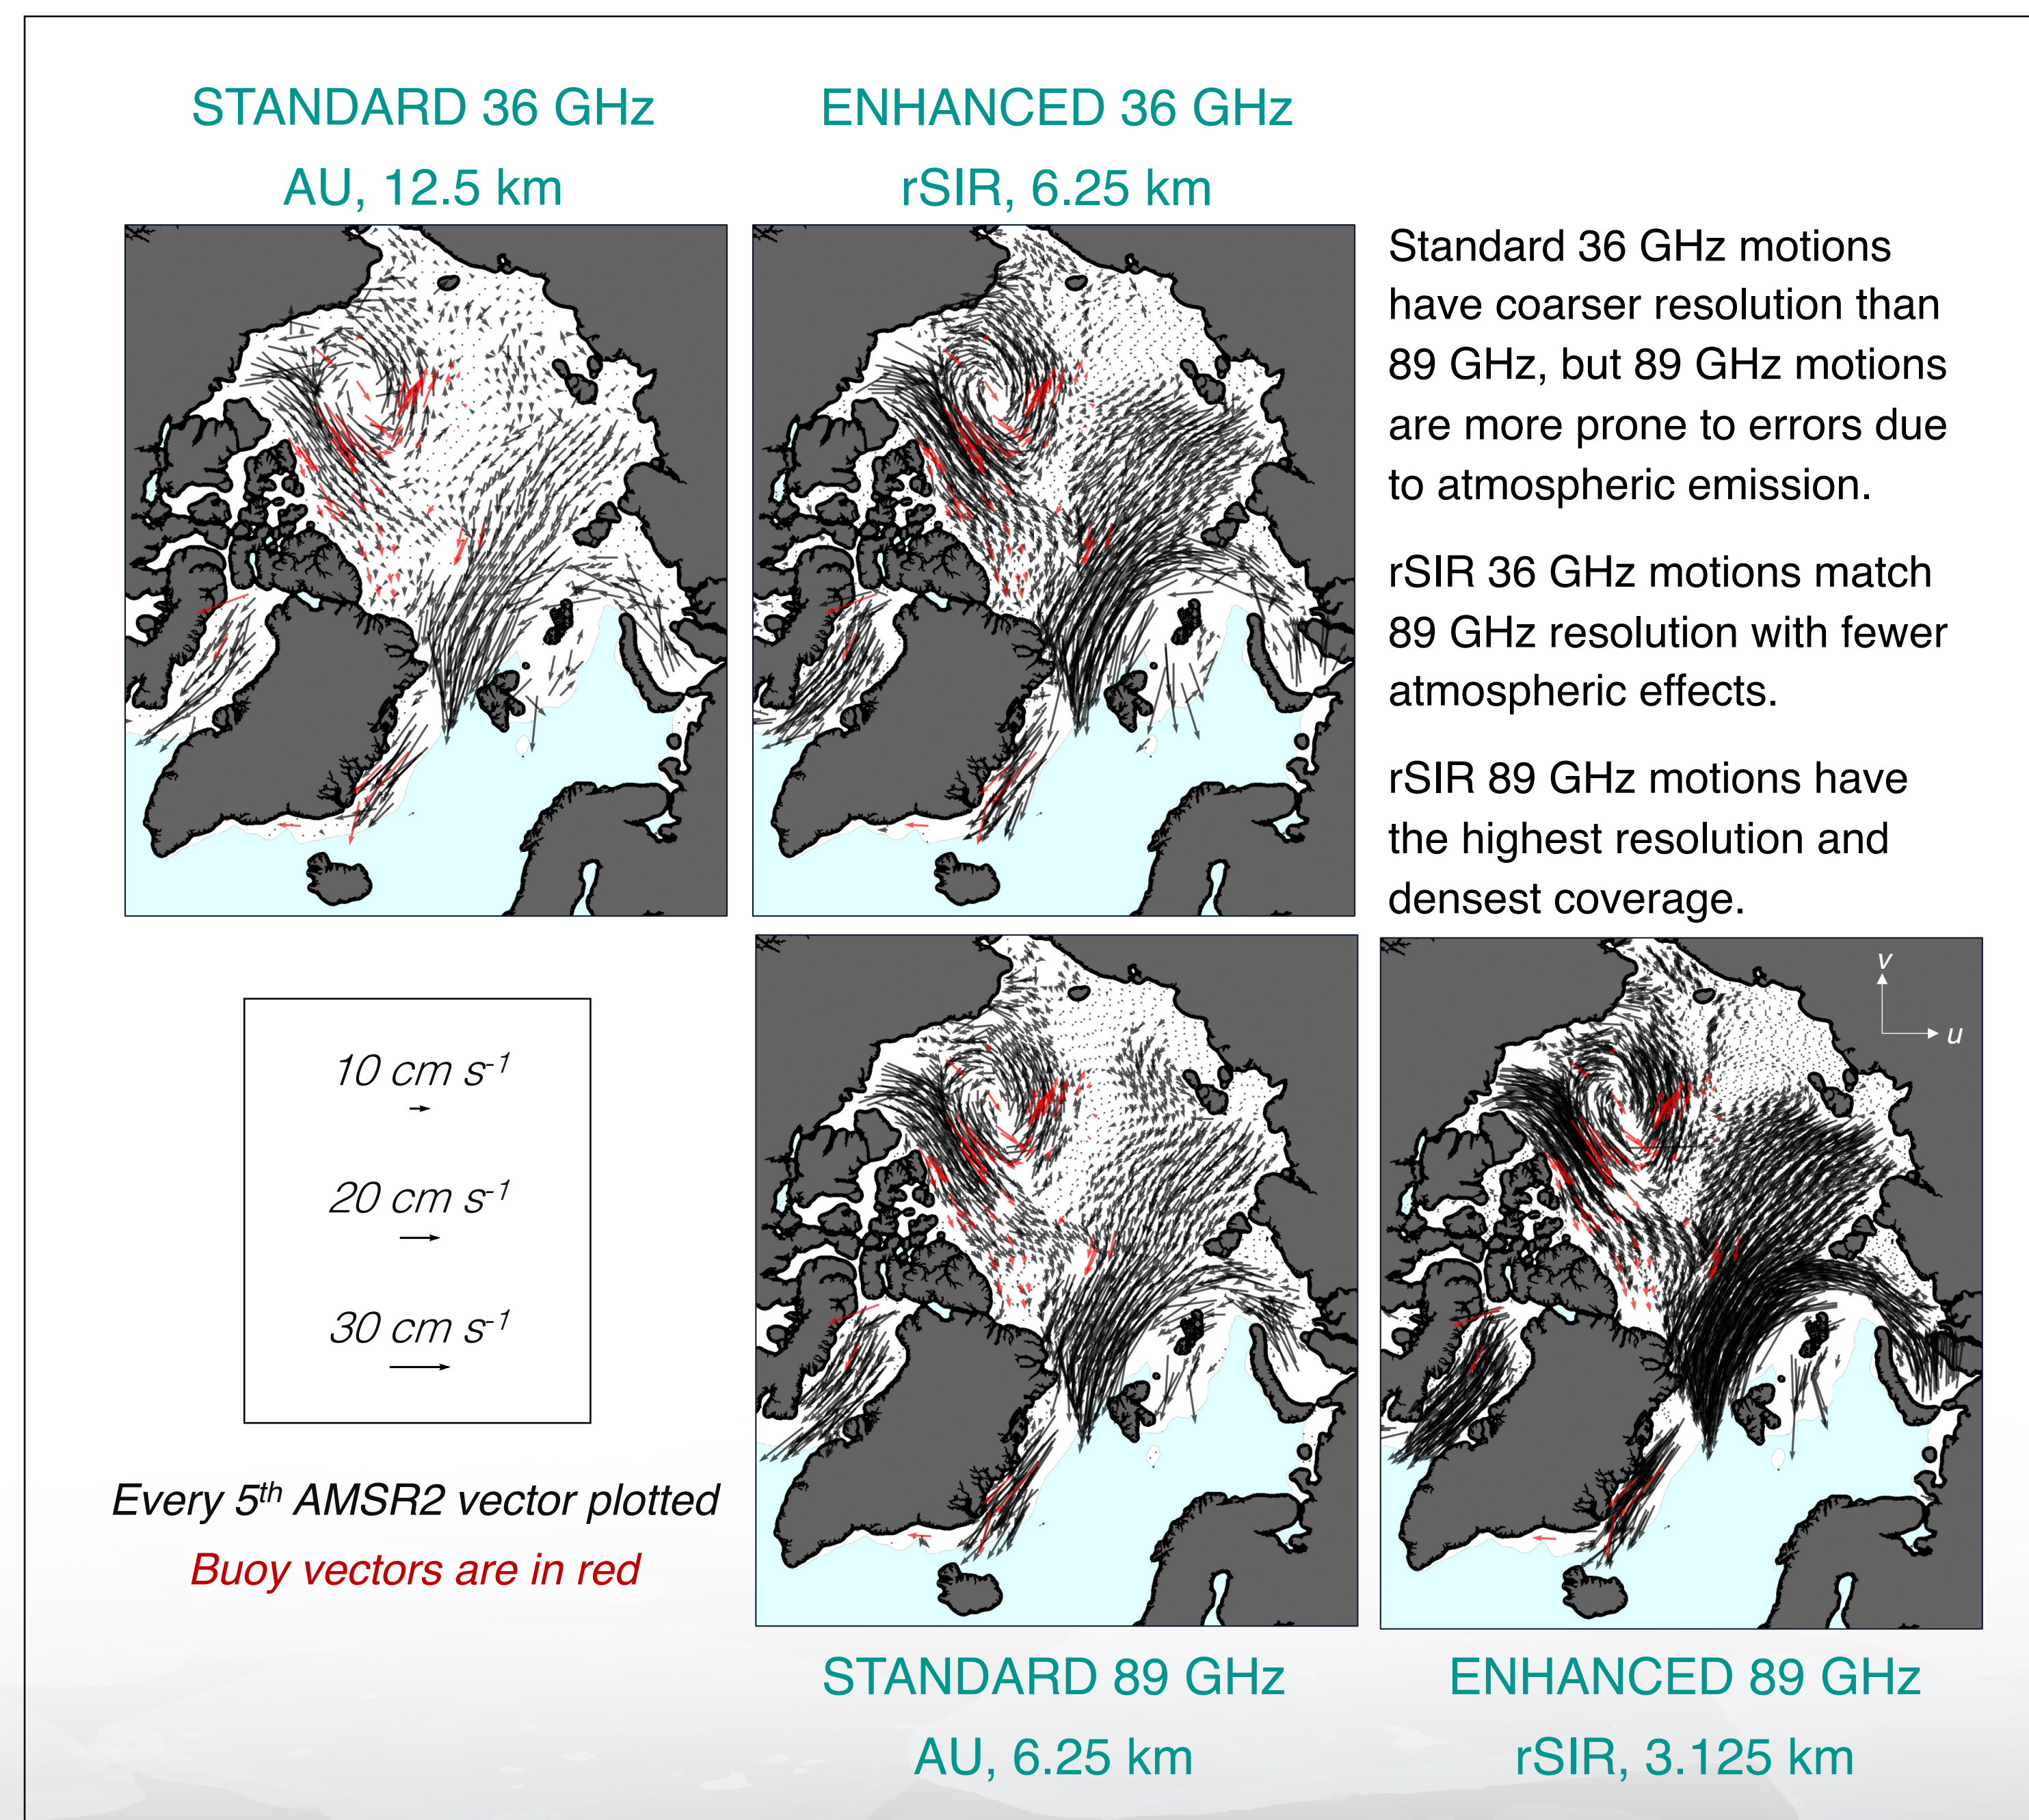 STANDARD 36 GHz
AU, 12.5 km
ENHANCED 36 GHz
rSIR, 6.25 km
Standard 36 GHz motions
have coarser resolution than
89 GHz, but 89 GHz motions
are more prone to errors due
to atmospheric emission.
rSIR 36 GHz motions match
89 GHz resolution with fewer
atmospheric effects.
rSIR 89 GHz motions have
the highest resolution and
densest coverage.
10 cm s-1
20 cm s-1
30 cm s-1
Every 5th AMSR2 vector plotted
Buoy vectors are in red
v
u
STANDARD 89 GHz
AU, 6.25 km
ENHANCED 89 GHz
rSIR, 3.125 km